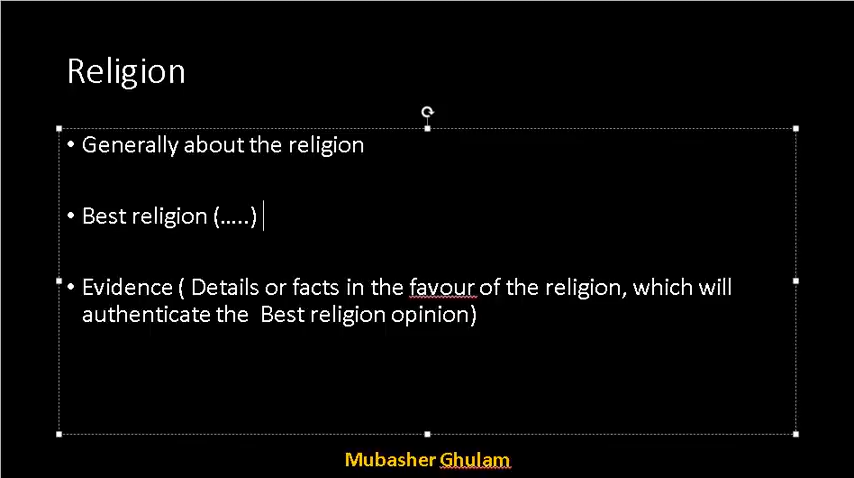 Religion
• Generally about the religion
• Best religion (.....)
• Evidence ( Details or facts in the favour of the religion, which will
authenticate the  Best religion opinion)
Mubasher Ghulam